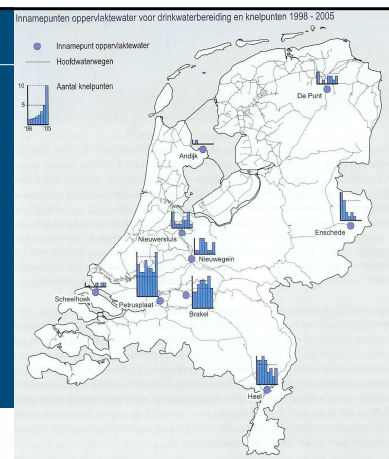 Innamepunten oppervlaktewater voor drinkwaterbereiding en knelpunten 1998 - 2005
Innamepunt oppervlaktewater
Hoofdwaterwegen
10
Aantal knelpunten
5
'98 '05
De Punt
Andijk
Enschede
Nieuwersluis
Nieuwegein
Scheelhoek
Petrusplaat
Brakel
Heel